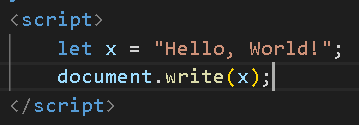 <script>
    let x = "Hello, World!";
    document.write(x);
</script>